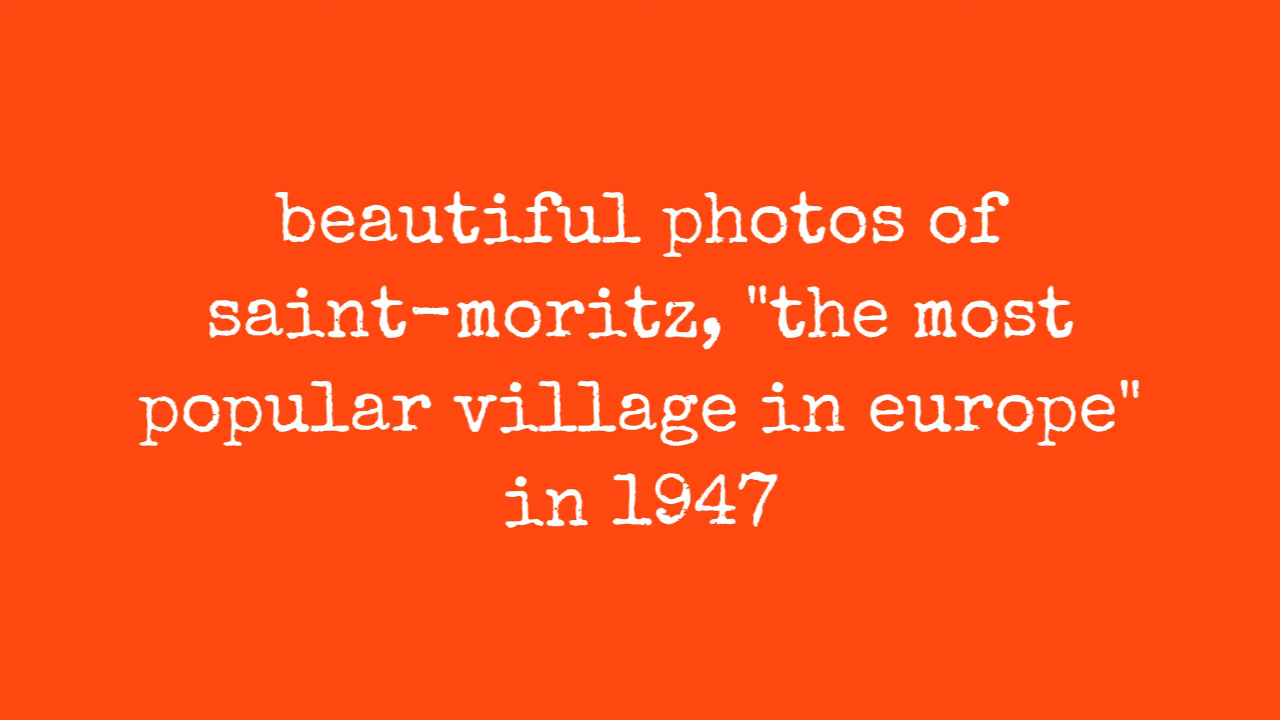 beautiful photos of
saint-moritz, "the most
popular village in europe"
in 1947